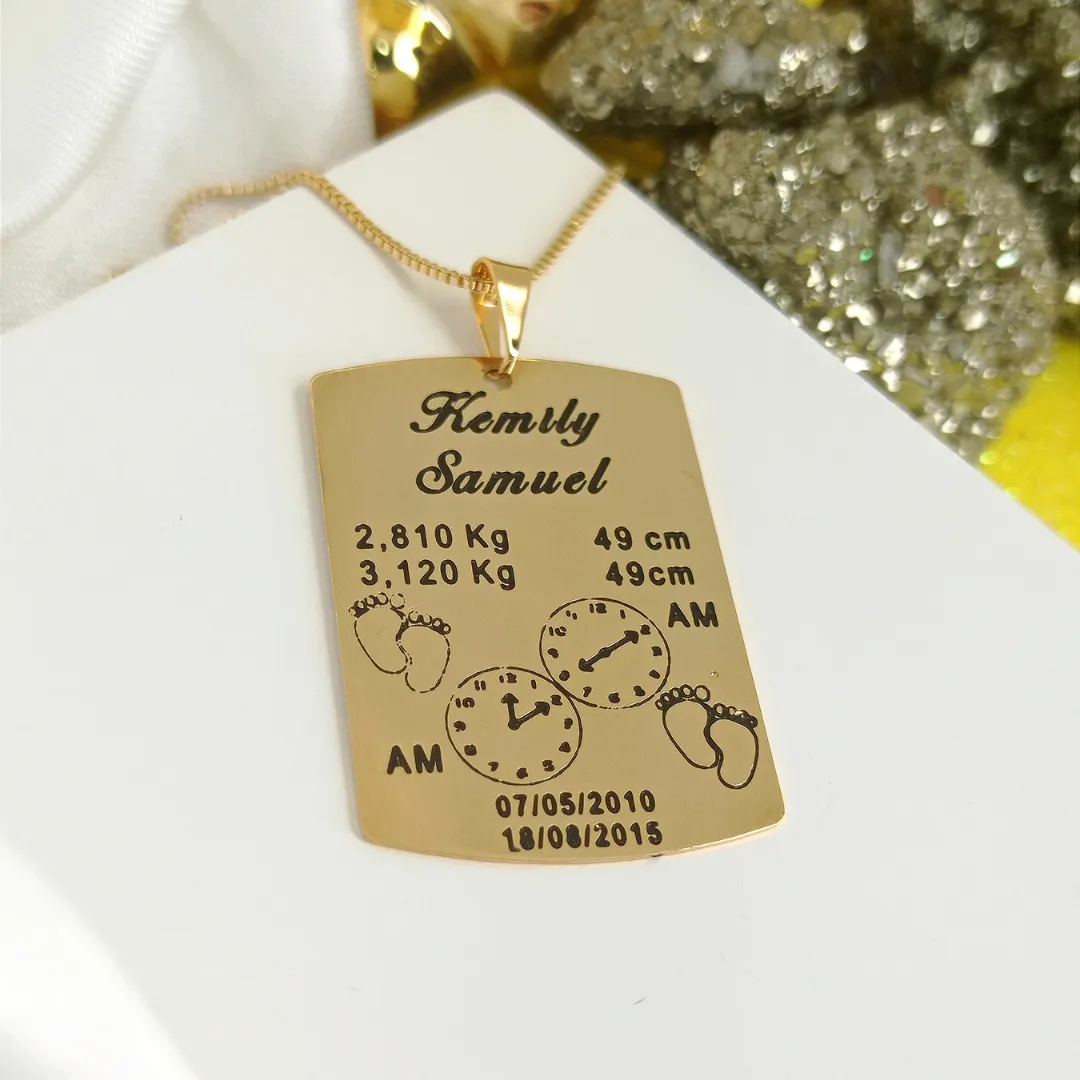 Kemily
Samuel
2,810 Kg 49 cm
3,120 Kg 49cm
AM
AM
07/05/2010
18/08/2015